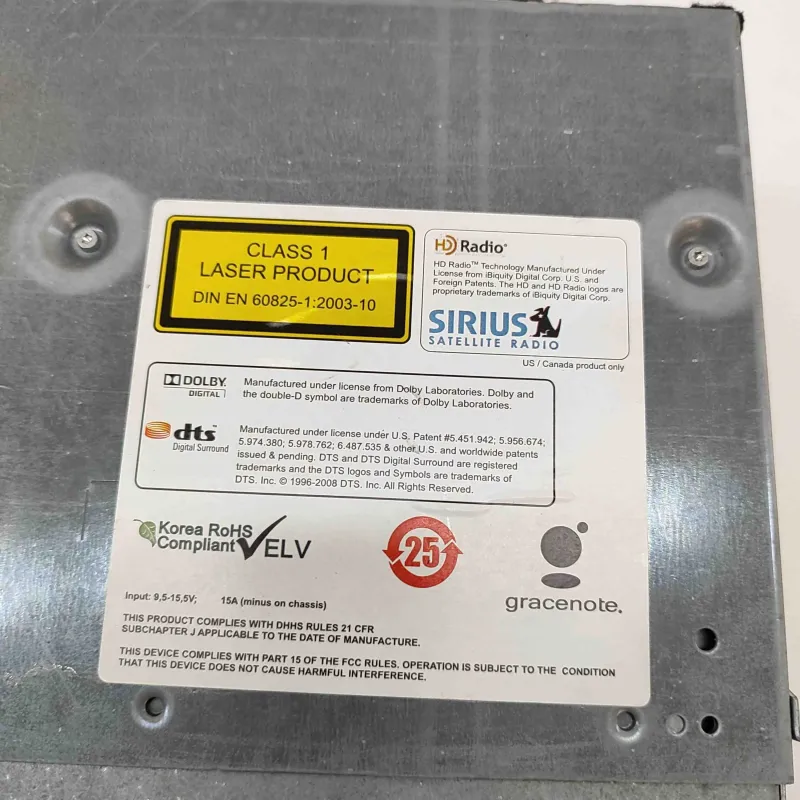 CLASS 1
LASER PRODUCT
DIN EN 60825-1:2003-10
HD Radio®
HD Radio™ Technology Manufactured Under
License from iBiquity Digital Corp. U.S. and
Foreign Patents. The HD and HD Radio logos are
proprietary trademarks of iBiquity Digital Corp.
SIRIUS
SATELLITE RADIO
US / Canada product only
DOLBY
DIGITAL
Manufactured under license from Dolby Laboratories. Dolby and
the double-D symbol are trademarks of Dolby Laboratories.
dts
Digital Surround
Manufactured under license under U.S. Patent #5.451.942; 5.956.674;
5.974.380; 5.978.762; 6.487.535 & other U.S. and worldwide patents
issued & pending. DTS and DTS Digital Surround are registered
trademarks and the DTS logos and Symbols are trademarks of
DTS. Inc. © 1996-2008 DTS. Inc. All Rights Reserved.
Korea RoHS
Compliant ELV
25
gracenote.
Input: 9,5-15,5V; 15A (minus on chassis)
THIS PRODUCT COMPLIES WITH DHHS RULES 21 CFR
SUBCHAPTER J APPLICABLE TO THE DATE OF MANUFACTURE.
THIS DEVICE COMPLIES WITH PART 15 OF THE FCC RULES. OPERATION IS SUBJECT TO THE CONDITION
THAT THIS DEVICE DOES NOT CAUSE HARMFUL INTERFERENCE.